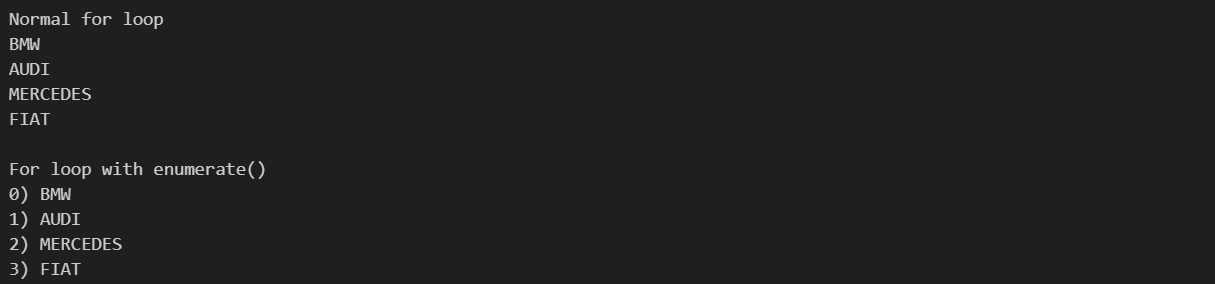 Normal for loop
BMW
AUDI
MERCEDES
FIAT
For loop with enumerate()
0) BMW
1) AUDI
2) MERCEDES
3) FIAT